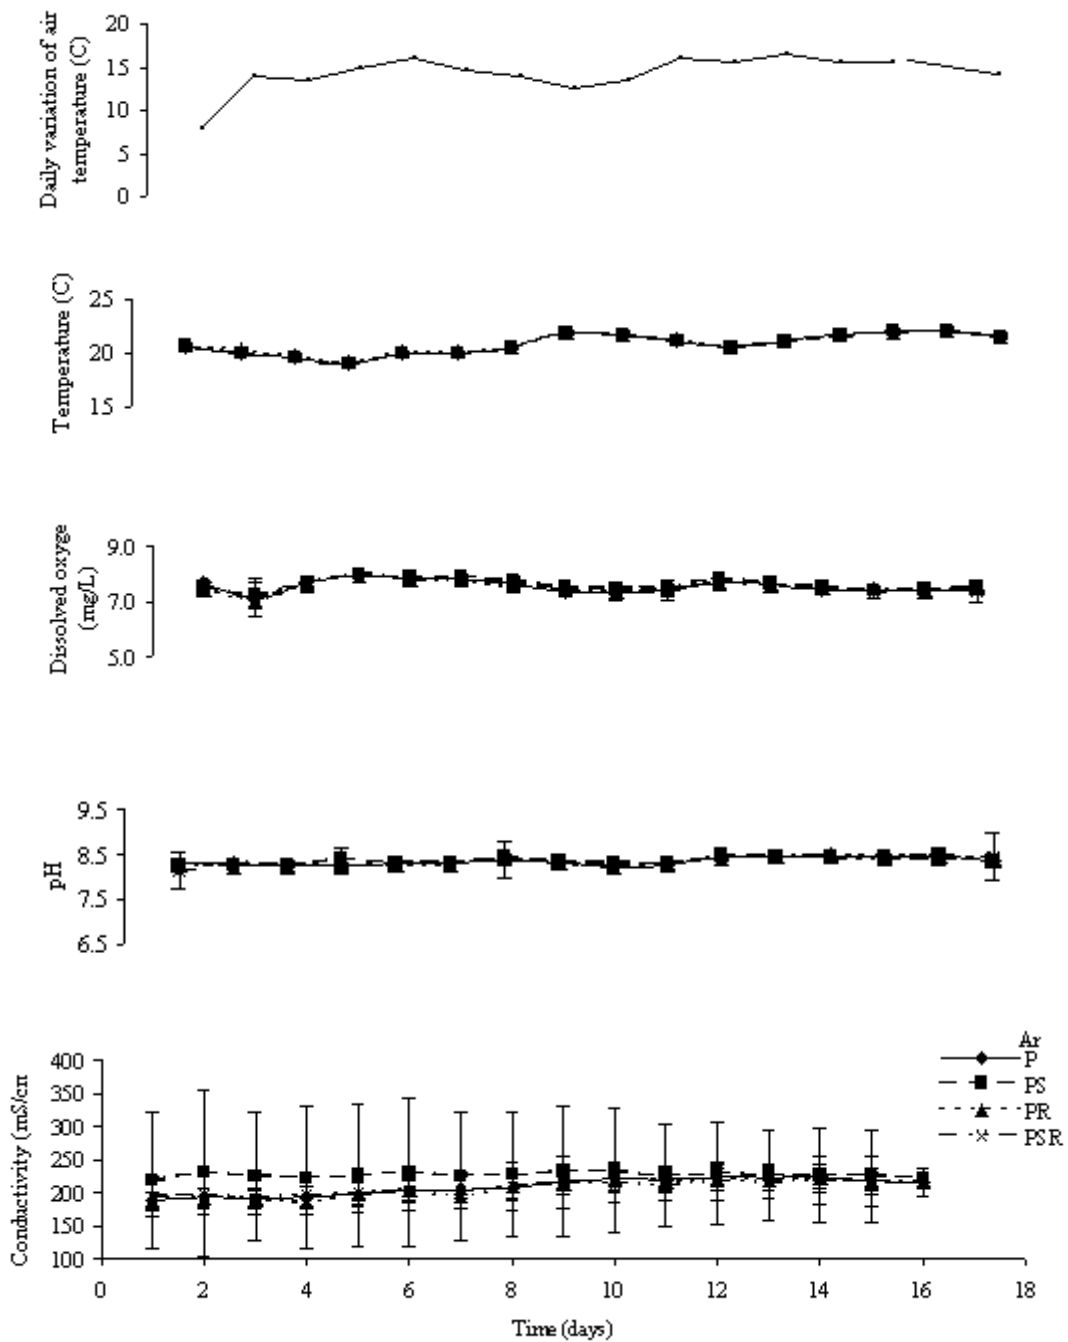 Daily variation of air
temperature (C)
20
15
10
5
0
Temperature (C)
25
20
15
Dissolved oxyge
(mg/L)
9.0
7.0
5.0
pH
9.5
8.5
7.5
6.5
Conductivity (mS/cm
400
350
300
250
200
150
100
Ar
P
PS
PR
PSR
0 2 4 6 8 10 12 14 16 18
Time (days)